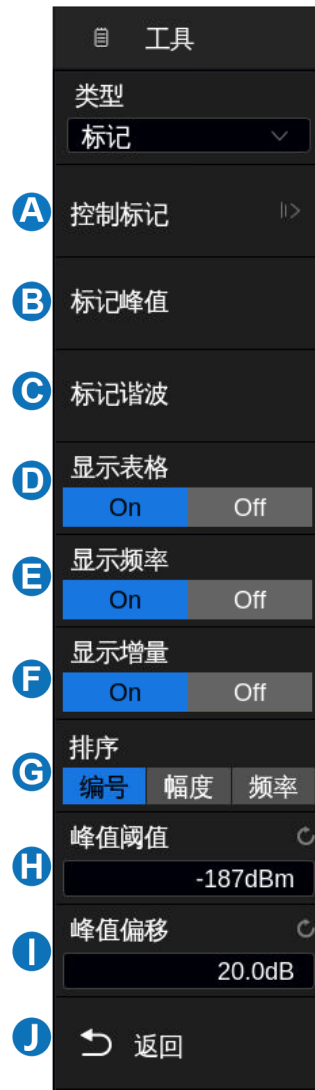 工具
类型
标记
A 控制标记
B 标记峰值
C 标记谐波
显示表格
D On Off
显示频率
E On Off
显示增量
F On Off
排序
G 编号 幅度 频率
峰值阈值
H -187dBm
峰值偏移
I 20.0dB
J 返回